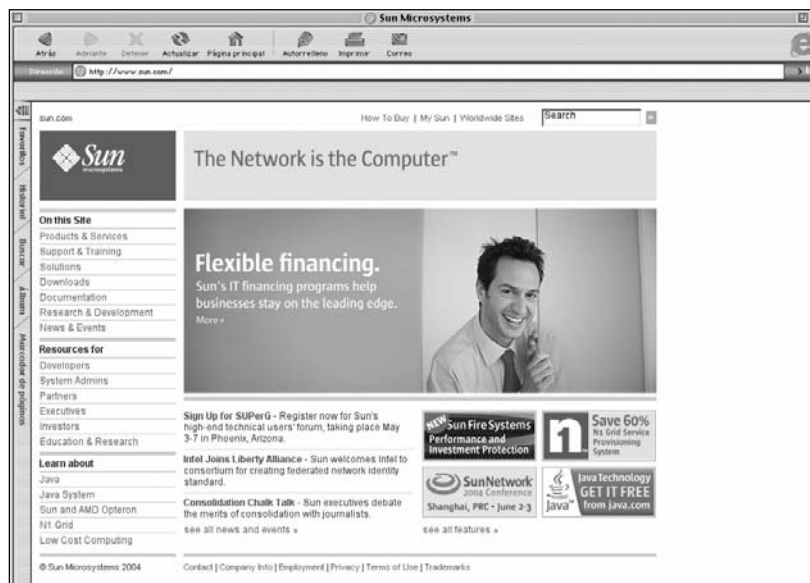 Sun Microsystems
Atrás Adelante Detener Actualizar Página principal Autorrelleno Imprimir Correo
Dirección: http://www.sun.com/
Favoritos
Historial
Buscar
Álbum
Marcador de páginas
sun.com
How To Buy | My Sun | Worldwide Sites
Search
Sun
microsystems
The Network is the Computer™
On this Site
Products & Services
Support & Training
Solutions
Downloads
Documentation
Research & Development
News & Events
Resources for
Developers
System Admins
Partners
Executives
Investors
Education & Research
Learn about
Java
Java System
Sun and AMD Opteron
N1 Grid
Low Cost Computing
Flexible financing.
Sun's IT financing programs help
businesses stay on the leading edge.
More »
Sign Up for SUPerG - Register now for Sun's
high-end technical users' forum, taking place May
3-7 in Phoenix, Arizona.
Intel Joins Liberty Alliance - Sun welcomes Intel to
consortium for creating federated network identity
standard.
Consolidation Chalk Talk - Sun executives debate
the merits of consolidation with journalists.
see all news and events »
NEW Sun Fire Systems
Performance and
Investment Protection
n
Save 60%
N1 Grid Service
Provisioning
System
SunNetwork
2004 Conference
Shanghai, PRC • June 2-3
Java™
Java Technology
GET IT FREE
from java.com
see all features »
© Sun Microsystems 2004
Contact | Company Info | Employment | Privacy | Terms of Use | Trademarks